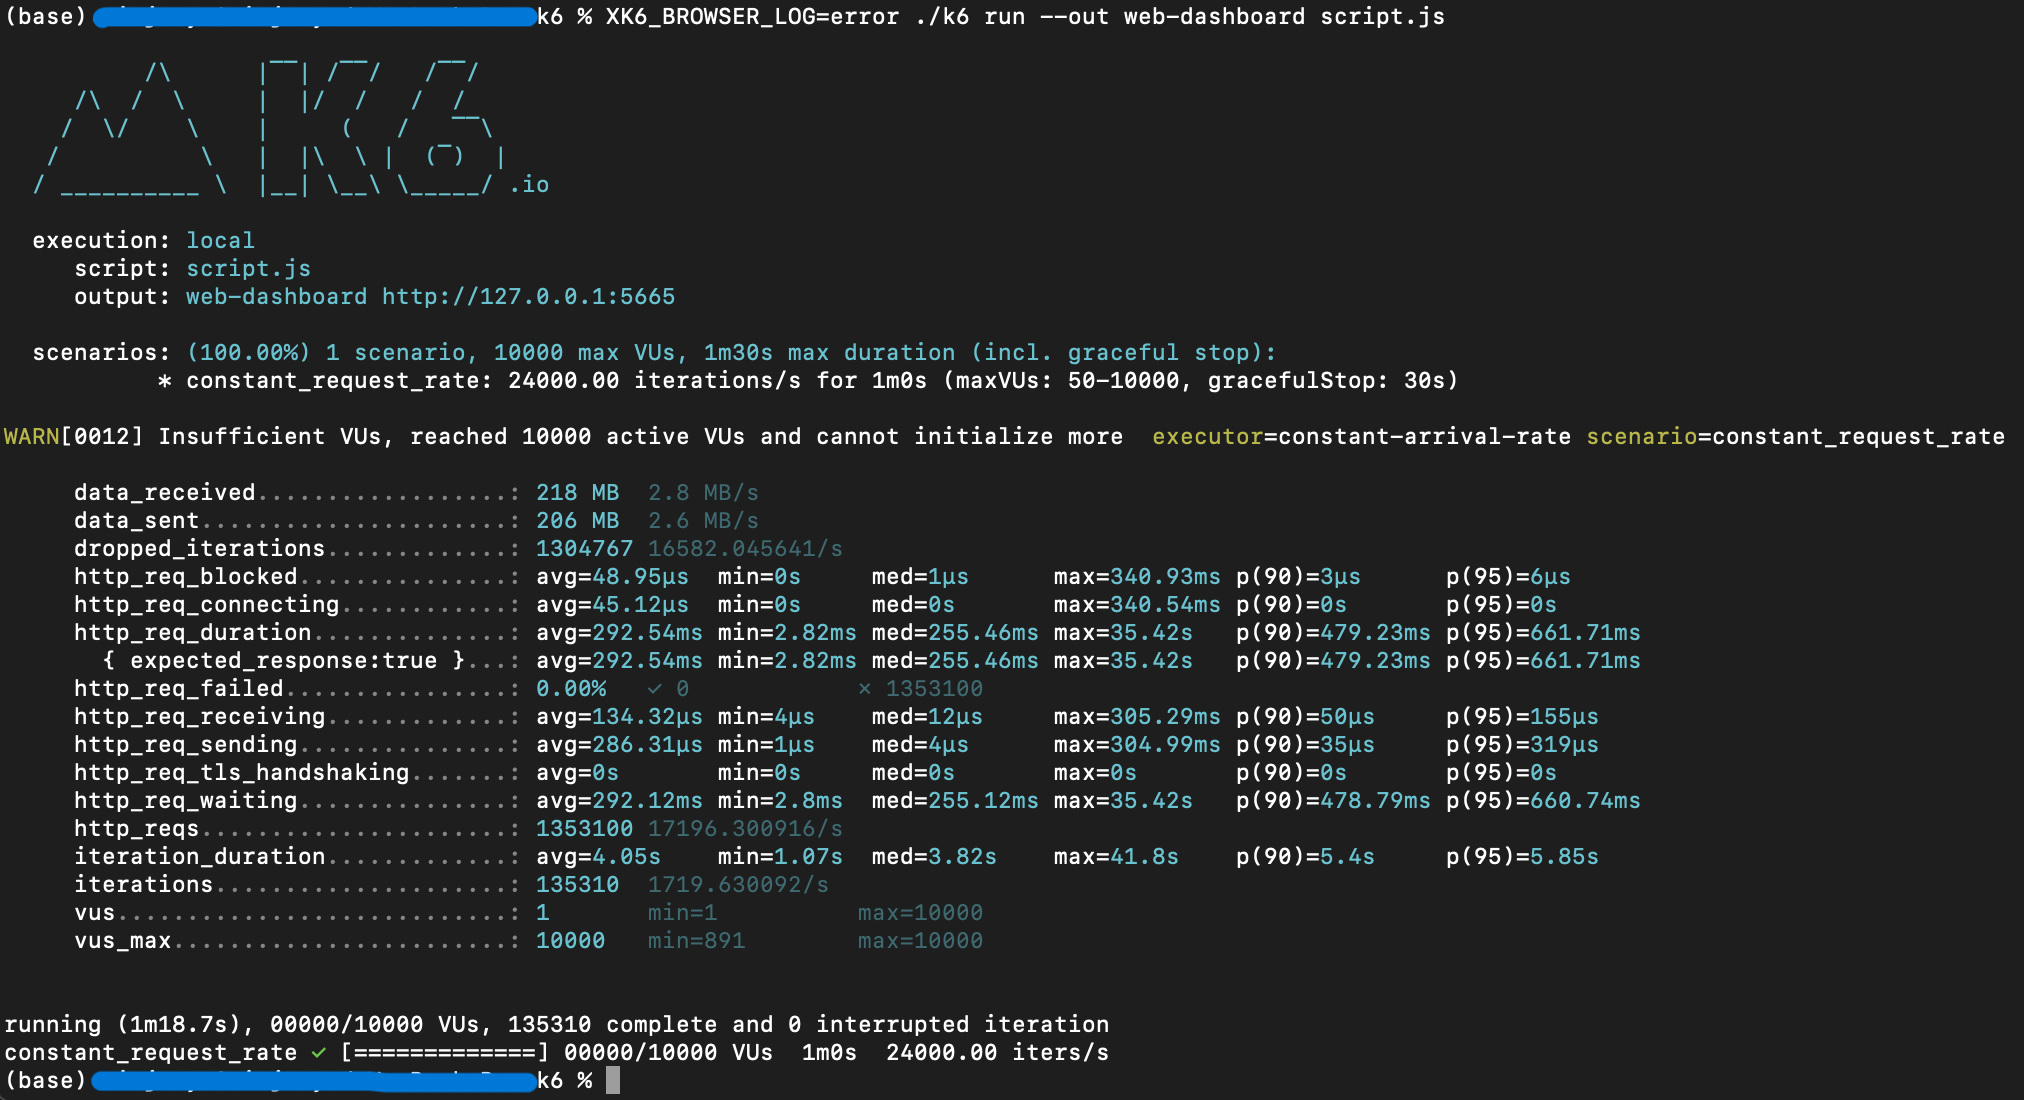 (base) k6 % XK6_BROWSER_LOG=error ./k6 run --out web-dashboard script.js
          /\      |‾‾| /‾‾/   /‾‾/
     /\  /  \     |  |/  /   /  /
    /  \/    \    |     (   /   ‾‾\
   /          \   |  |\  \ |  (‾)  |
  / __________ \  |__| \__\ \_____/ .io
execution: local
script: script.js
output: web-dashboard http://127.0.0.1:5665
scenarios: (100.00%) 1 scenario, 10000 max VUs, 1m30s max duration (incl. graceful stop):
* constant_request_rate: 24000.00 iterations/s for 1m0s (maxVUs: 50-10000, gracefulStop: 30s)
WARN[0012] Insufficient VUs, reached 10000 active VUs and cannot initialize more  executor=constant-arrival-rate scenario=constant_request_rate
data_received..................: 218 MB  2.8 MB/s
data_sent......................: 206 MB  2.6 MB/s
dropped_iterations.............: 1304767 16582.045641/s
http_req_blocked...............: avg=48.95µs  min=0s     med=1µs      max=340.93ms p(90)=3µs      p(95)=6µs
http_req_connecting............: avg=45.12µs  min=0s     med=0s       max=340.54ms p(90)=0s       p(95)=0s
http_req_duration..............: avg=292.54ms min=2.82ms med=255.46ms max=35.42s   p(90)=479.23ms p(95)=661.71ms
{ expected_response:true }...: avg=292.54ms min=2.82ms med=255.46ms max=35.42s   p(90)=479.23ms p(95)=661.71ms
http_req_failed................: 0.00%   ✓ 0            ✗ 1353100
http_req_receiving.............: avg=134.32µs min=4µs    med=12µs     max=305.29ms p(90)=50µs     p(95)=155µs
http_req_sending...............: avg=286.31µs min=1µs    med=4µs      max=304.99ms p(90)=35µs     p(95)=319µs
http_req_tls_handshaking.......: avg=0s       min=0s     med=0s       max=0s       p(90)=0s       p(95)=0s
http_req_waiting...............: avg=292.12ms min=2.8ms  med=255.12ms max=35.42s   p(90)=478.79ms p(95)=660.74ms
http_reqs......................: 1353100 17196.300916/s
iteration_duration.............: avg=4.05s    min=1.07s  med=3.82s    max=41.8s    p(90)=5.4s     p(95)=5.85s
iterations.....................: 135310  1719.630092/s
vus............................: 1       min=1          max=10000
vus_max........................: 10000   min=891        max=10000
running (1m18.7s), 00000/10000 VUs, 135310 complete and 0 interrupted iteration
constant_request_rate ✓ [=============] 00000/10000 VUs  1m0s  24000.00 iters/s
(base) k6 %